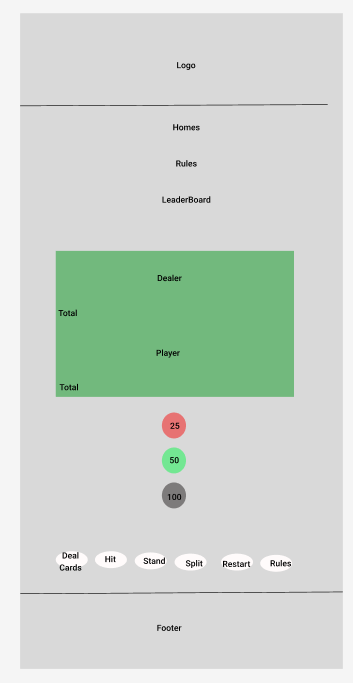 Logo
Homes
Rules
LeaderBoard
Dealer
Total
Player
Total
25
50
100
Deal
Cards
Hit
Stand
Split
Restart
Rules
Footer